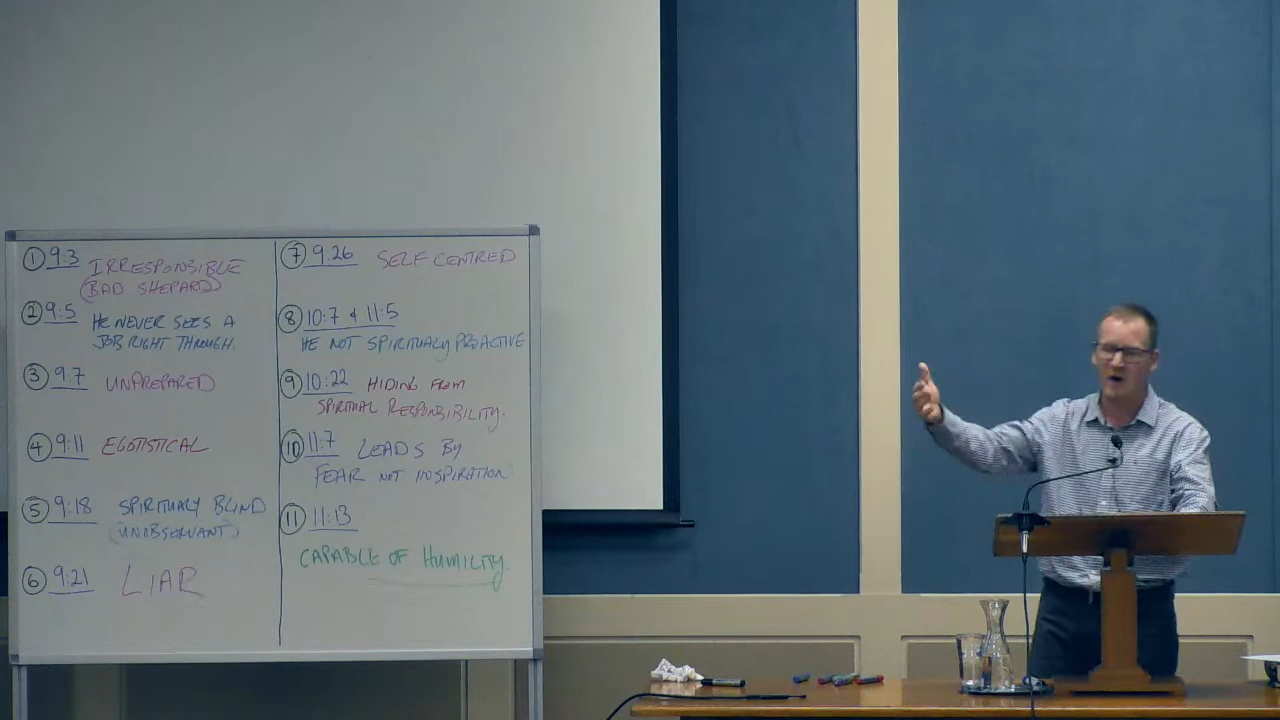 ① 9:3 IRRESPONSIBLE
(BAD SHEPARD)
② 9:5 HE NEVER SEES A
JOB RIGHT THROUGH.
③ 9:7 UNPREPARED
④ 9:11 EGOTISTICAL
⑤ 9:18 SPIRITUALY BLIND
(UNOBSERVANT)
⑥ 9:21 LIAR
⑦ 9:26 SELF CENTRED
⑧ 10:7 & 11:5
HE NOT SPIRITUALY PROACTIVE
⑨ 10:22 HIDING FROM
SPIRITUAL RESPONSIBILITY.
⑩ 11:7 LEADS BY
FEAR NOT INSPIRATION
⑪ 11:13
CAPABLE OF HUMILITY.